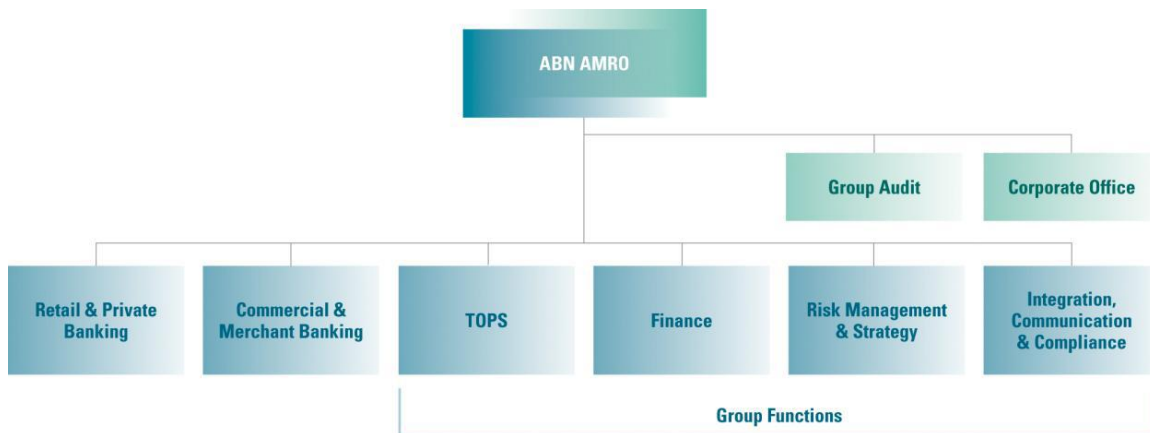 ABN AMRO
Group Audit
Corporate Office
Retail & Private
Banking
Commercial &
Merchant Banking
TOPS
Finance
Risk Management
& Strategy
Integration,
Communication
& Compliance
Group Functions